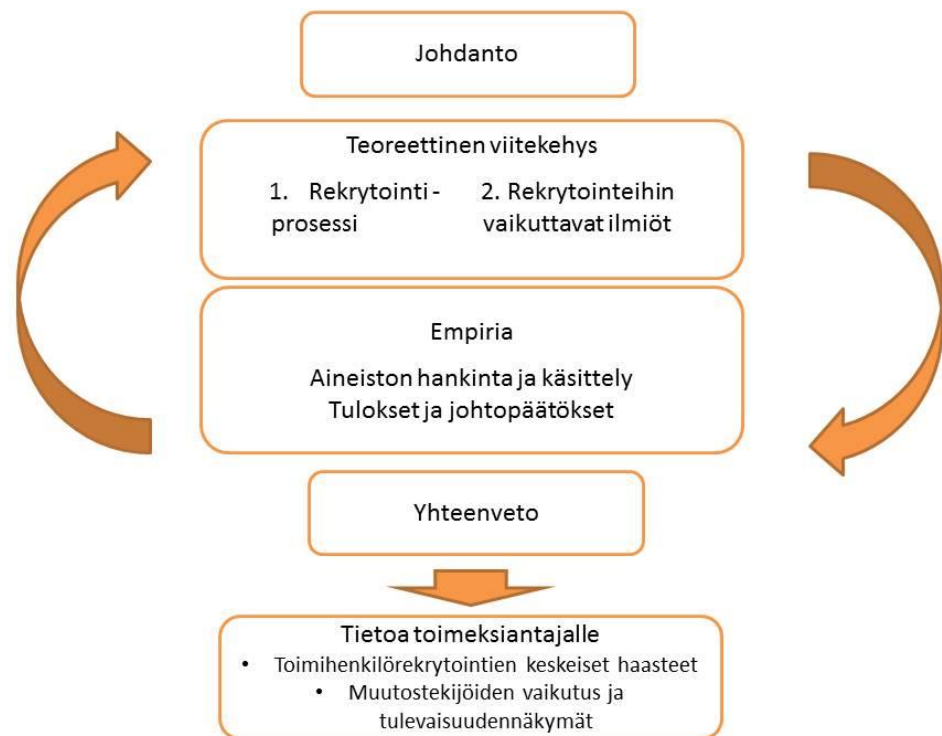 Johdanto
Teoreettinen viitekehys
1. Rekrytointi-
prosessi
2. Rekrytointeihin
vaikuttavat ilmiöt
Empiria
Aineiston hankinta ja käsittely
Tulokset ja johtopäätökset
Yhteenveto
Tietoa toimeksiantajalle
• Toimihenkilörekrytointien keskeiset haasteet
• Muutostekijöiden vaikutus ja
tulevaisuudennäkymät